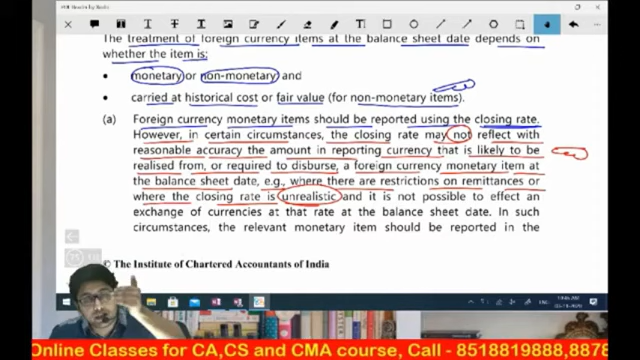 The treatment of foreign currency items at the balance sheet date depends on
whether the item is:
• monetary or non-monetary and
• carried at historical cost or fair value (for non-monetary items).
(a) Foreign currency monetary items should be reported using the closing rate.
However, in certain circumstances, the closing rate may not reflect with
reasonable accuracy the amount in reporting currency that is likely to be
realised from, or required to disburse, a foreign currency monetary item at
the balance sheet date, e.g., where there are restrictions on remittances or
where the closing rate is unrealistic and it is not possible to effect an
exchange of currencies at that rate at the balance sheet date. In such
circumstances, the relevant monetary item should be reported in the
© The Institute of Chartered Accountants of India
Online Classes for CA,CS and CMA course, Call - 8518819888,8878